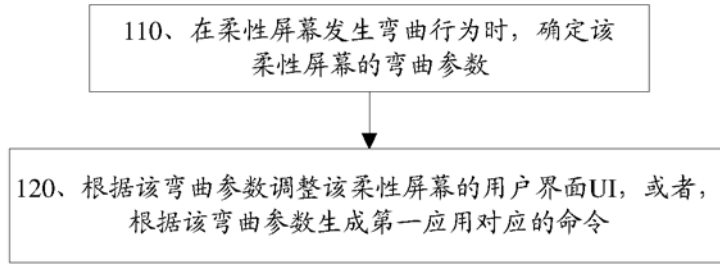 110、在柔性屏幕发生弯曲行为时，确定该
柔性屏幕的弯曲参数
120、根据该弯曲参数调整该柔性屏幕的用户界面UI，或者，
根据该弯曲参数生成第一应用对应的命令